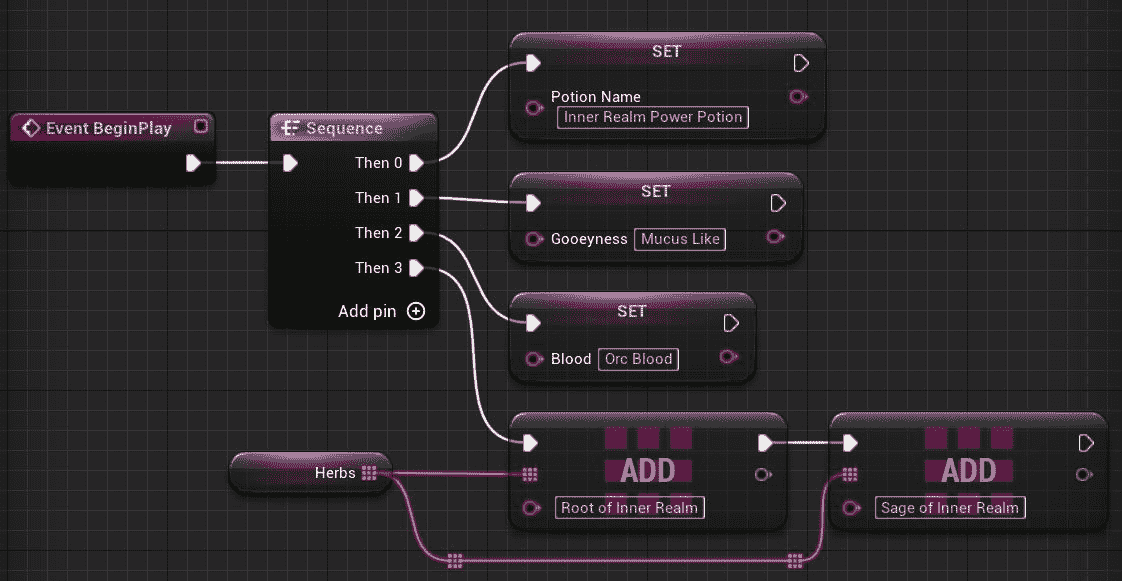 SET
Potion Name
Inner Realm Power Potion
Event BeginPlay
Sequence
Then 0
Then 1
Then 2
Then 3
Add pin
SET
Gooeyness Mucus Like
SET
Blood Orc Blood
Herbs
ADD
Root of Inner Realm
ADD
Sage of Inner Realm